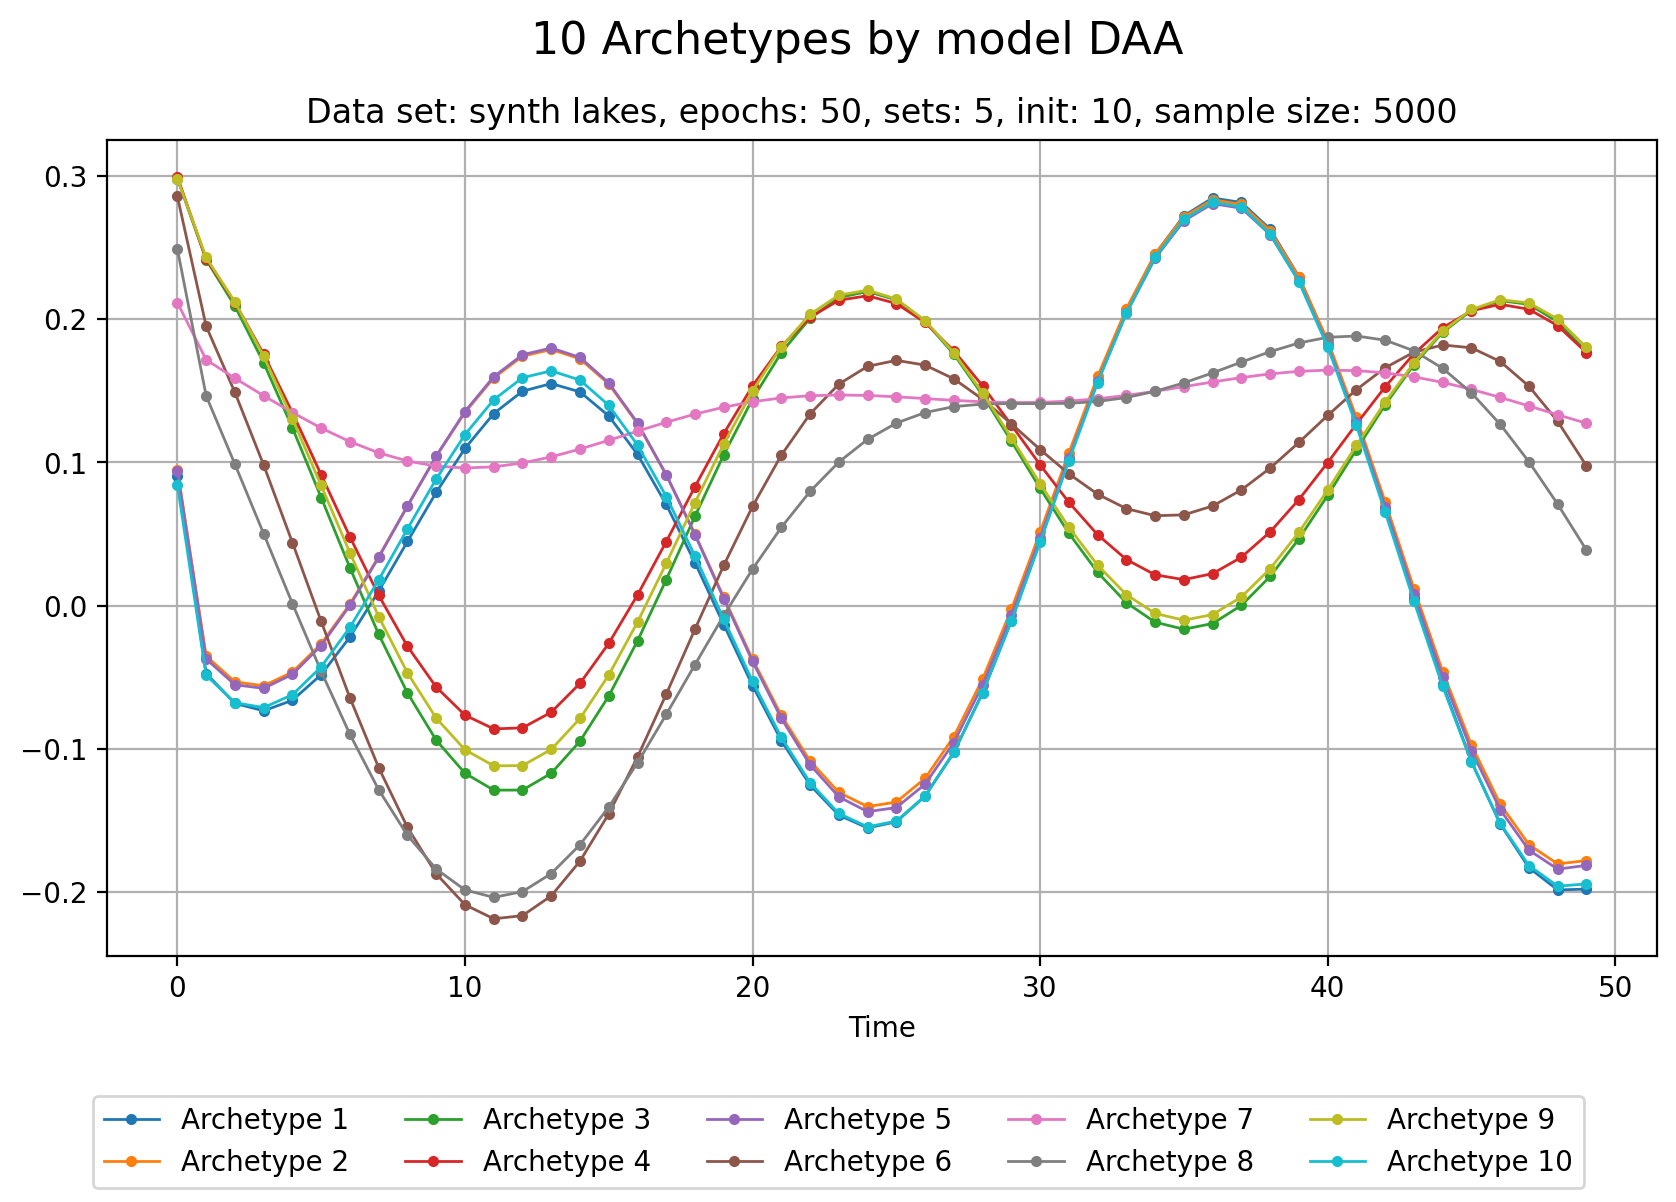 10 Archetypes by model DAA
Data set: synth lakes, epochs: 50, sets: 5, init: 10, sample size: 5000
0.3
0.2
0.1
0.0
−0.1
−0.2
0 10 20 30 40 50
Time
Archetype 1 Archetype 3 Archetype 5 Archetype 7 Archetype 9
Archetype 2 Archetype 4 Archetype 6 Archetype 8 Archetype 10